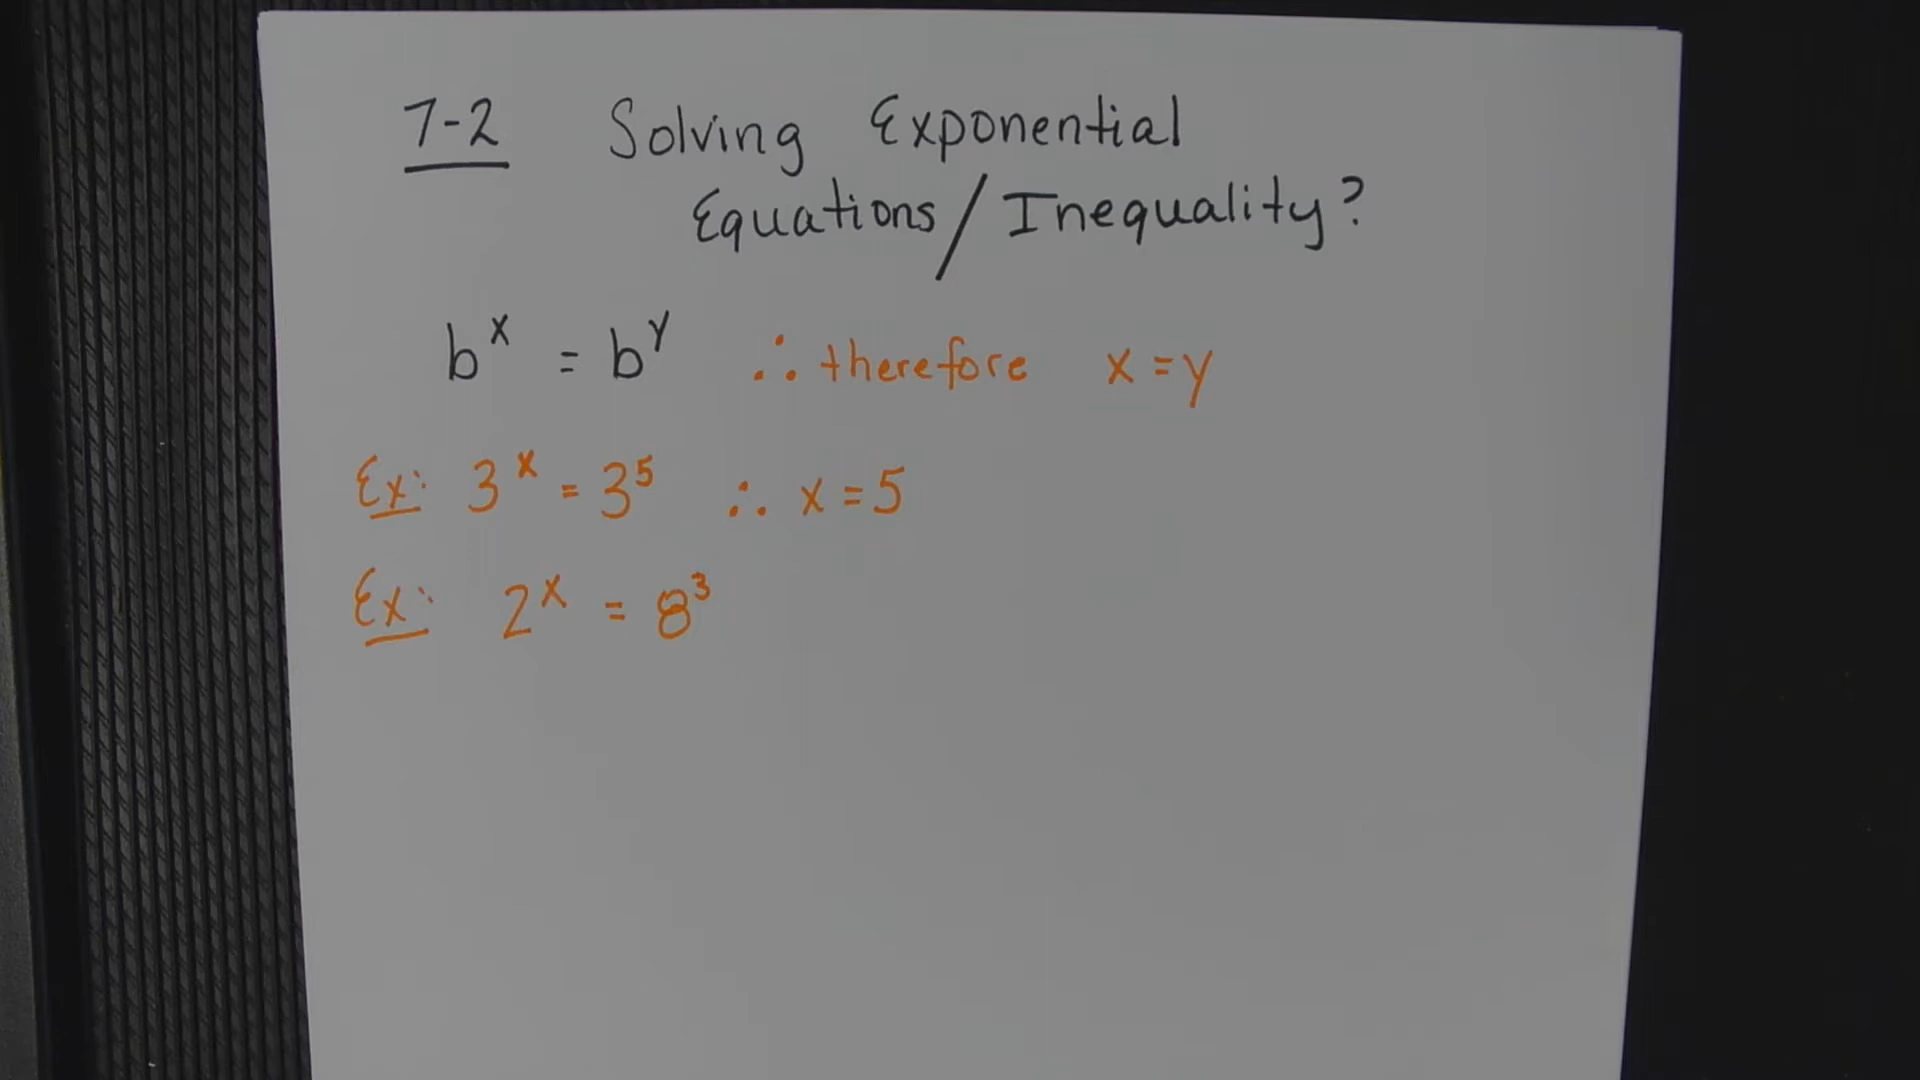 7-2 Solving Exponential
Equations/Inequality?
b^x = b^y ∴ therefore x = y
Ex: 3^x = 3^5 ∴ x = 5
Ex: 2^x = 8^3